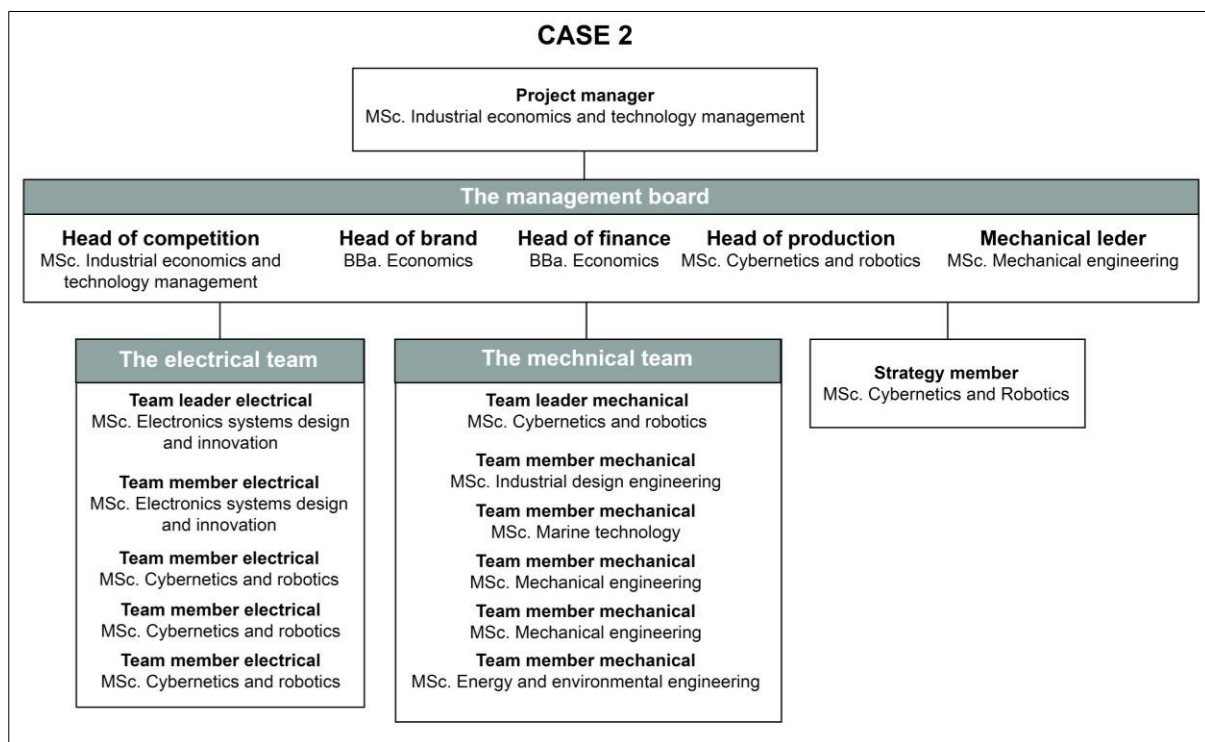 CASE 2
Project manager
MSc. Industrial economics and technology management
The management board
Head of competition
MSc. Industrial economics and
technology management
Head of brand
BBa. Economics
Head of finance
BBa. Economics
Head of production
MSc. Cybernetics and robotics
Mechanical leder
MSc. Mechanical engineering
The electrical team
Team leader electrical
MSc. Electronics systems design
and innovation
Team member electrical
MSc. Electronics systems design
and innovation
Team member electrical
MSc. Cybernetics and robotics
Team member electrical
MSc. Cybernetics and robotics
Team member electrical
MSc. Cybernetics and robotics
The mechnical team
Team leader mechanical
MSc. Cybernetics and robotics
Team member mechanical
MSc. Industrial design engineering
Team member mechanical
MSc. Marine technology
Team member mechanical
MSc. Mechanical engineering
Team member mechanical
MSc. Mechanical engineering
Team member mechanical
MSc. Energy and environmental engineering
Strategy member
MSc. Cybernetics and Robotics